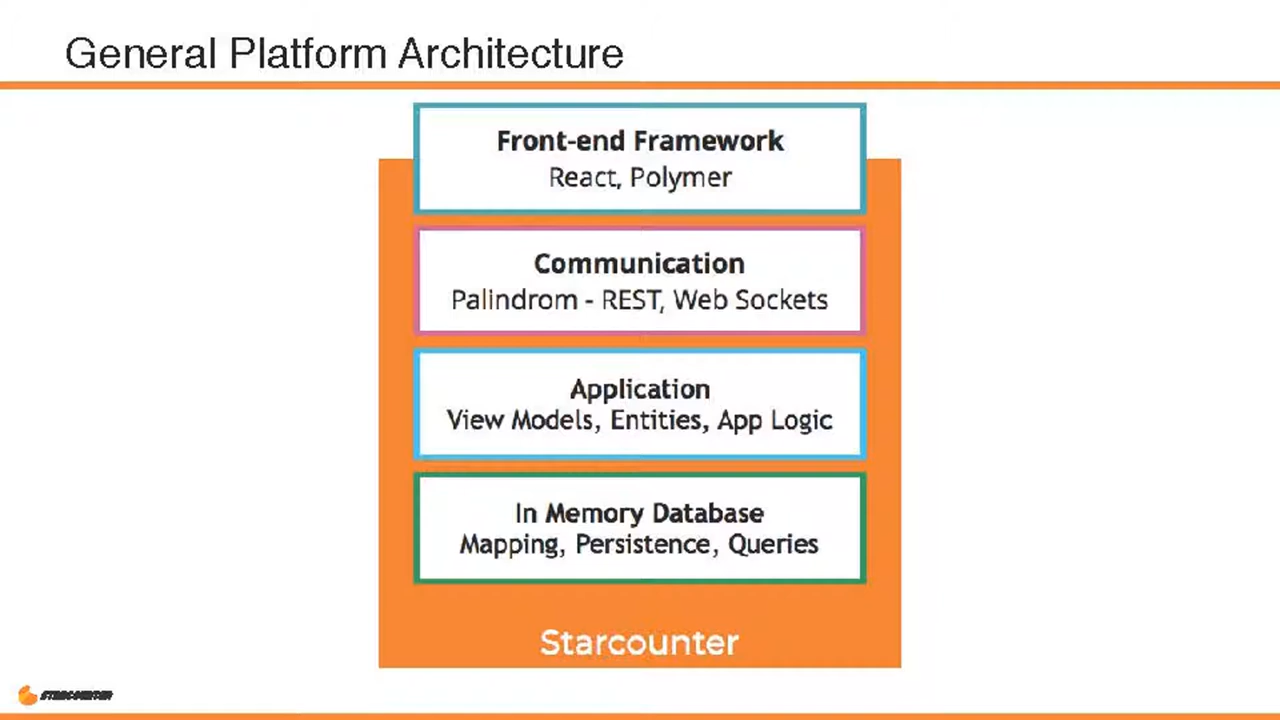 General Platform Architecture
Front-end Framework
React, Polymer
Communication
Palindrom - REST, Web Sockets
Application
View Models, Entities, App Logic
In Memory Database
Mapping, Persistence, Queries
Starcounter
STARCOUNTER